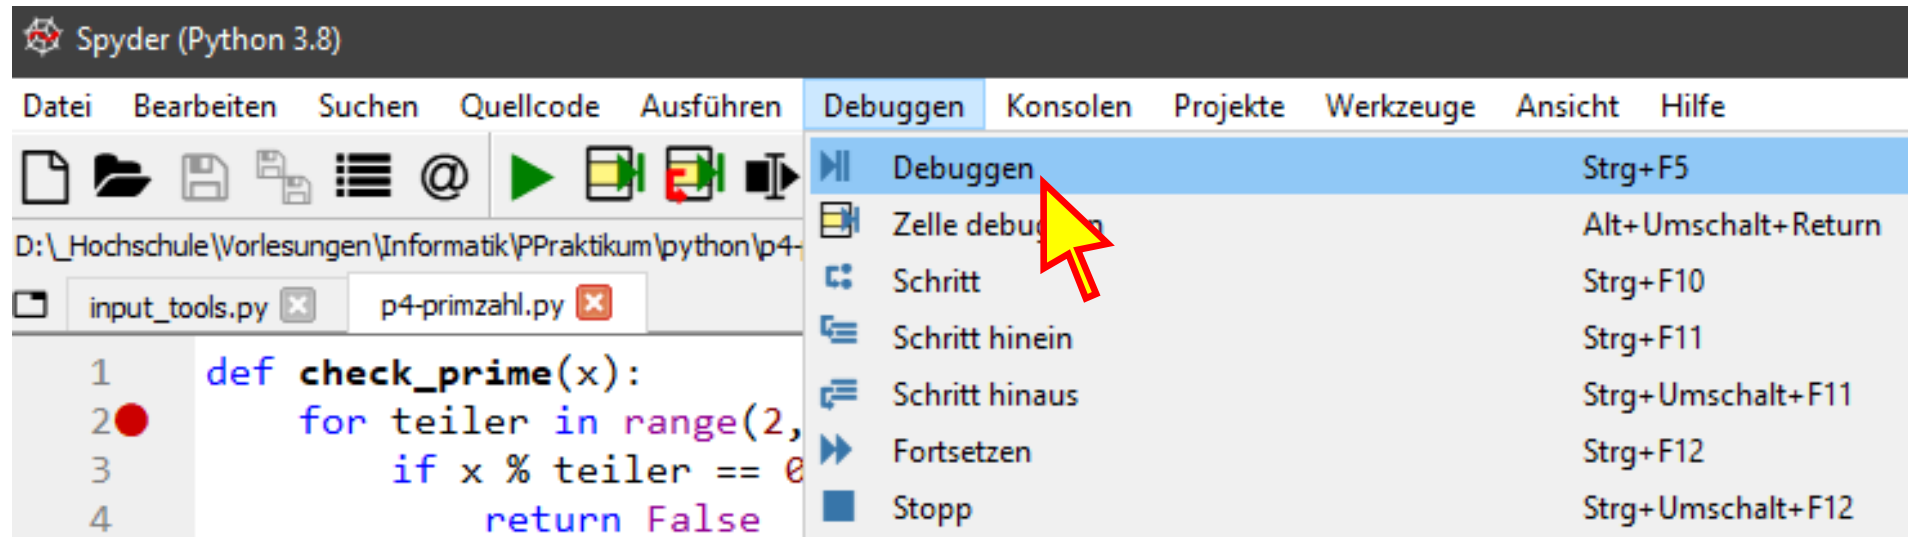 Spyder (Python 3.8)
Datei Bearbeiten Suchen Quellcode Ausführen Debuggen Konsolen Projekte Werkzeuge Ansicht Hilfe
@
Debuggen Strg+F5
Zelle debuggen Alt+Umschalt+Return
Schritt Strg+F10
Schritt hinein Strg+F11
Schritt hinaus Strg+Umschalt+F11
Fortsetzen Strg+F12
Stopp Strg+Umschalt+F12
D:\_Hochschule\Vorlesungen\Informatik\PPraktikum\python\p4-
input_tools.py p4-primzahl.py
1 def check_prime(x):
2 for teiler in range(2,
3 if x % teiler == 0
4 return False